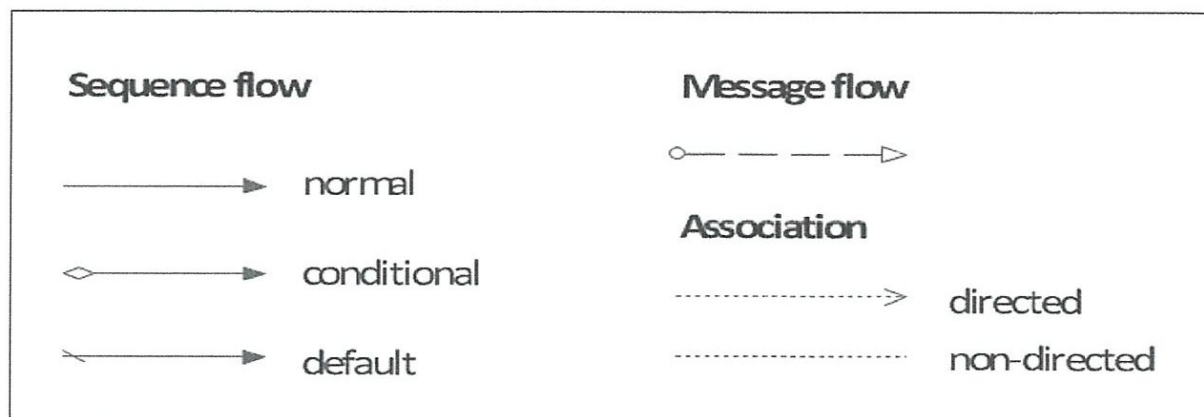 Sequence flow
normal
conditional
default
Message flow
Association
directed
non-directed